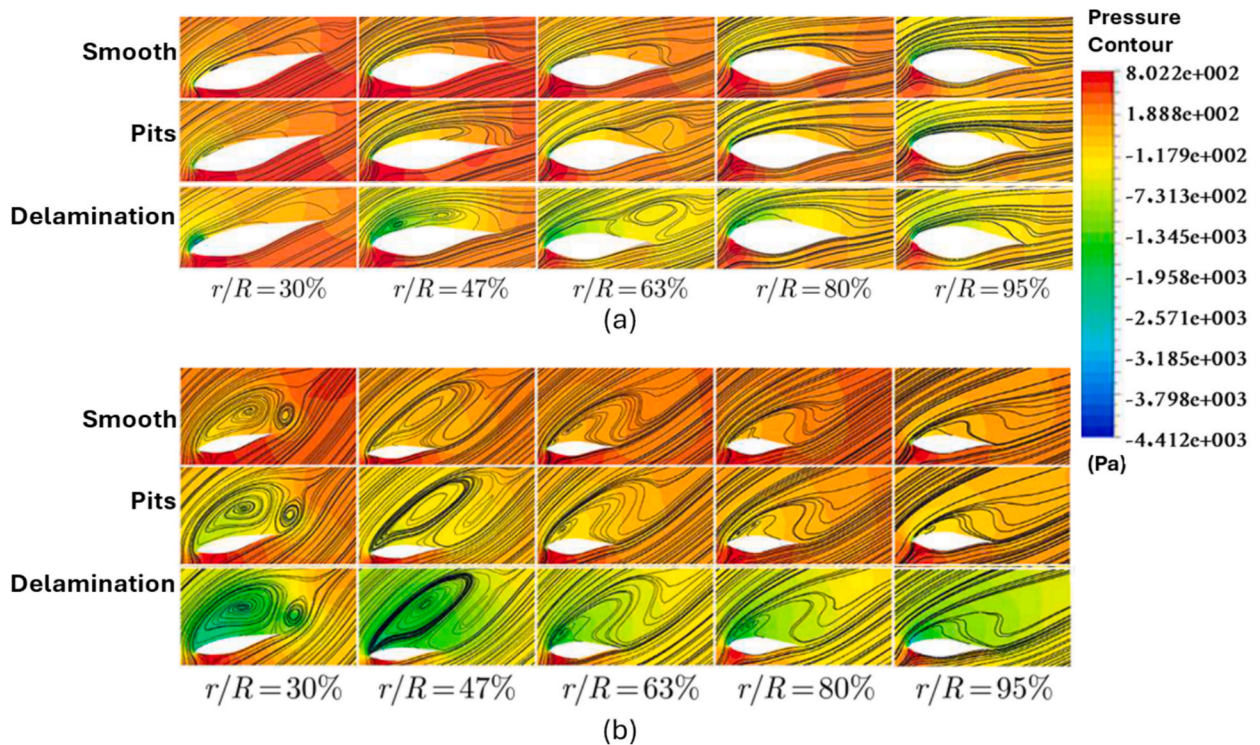 Smooth
Pits
Delamination
r/R=30% r/R=47% r/R=63% r/R=80% r/R=95%
(a)
Pressure
Contour
8.022e+002
1.888e+002
-1.179e+002
-7.313e+002
-1.345e+003
-1.958e+003
-2.571e+003
-3.185e+003
-3.798e+003
-4.412e+003
(Pa)
Smooth
Pits
Delamination
r/R=30% r/R=47% r/R=63% r/R=80% r/R=95%
(b)